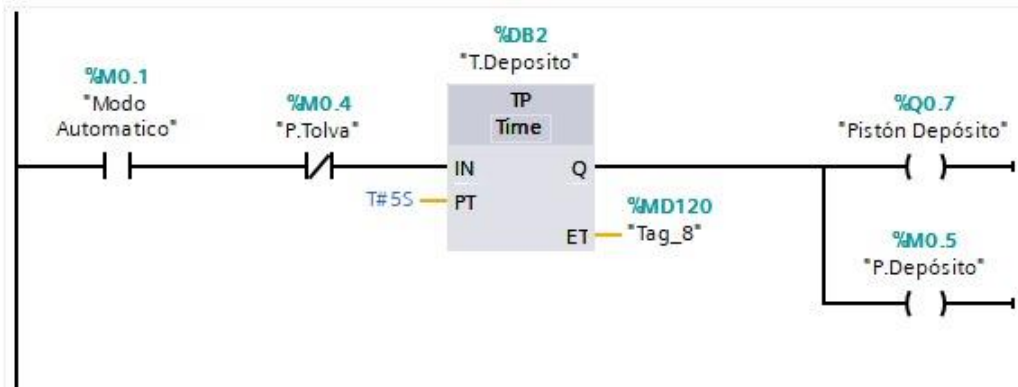 %DB2
"T.Deposito"
%M0.1
"Modo
Automatico"
%M0.4
"P.Tolva"
TP
Time
%Q0.7
"Pistón Depósito"
IN
Q
T#5S
PT
%MD120
ET
"Tag_8"
%M0.5
"P.Depósito"